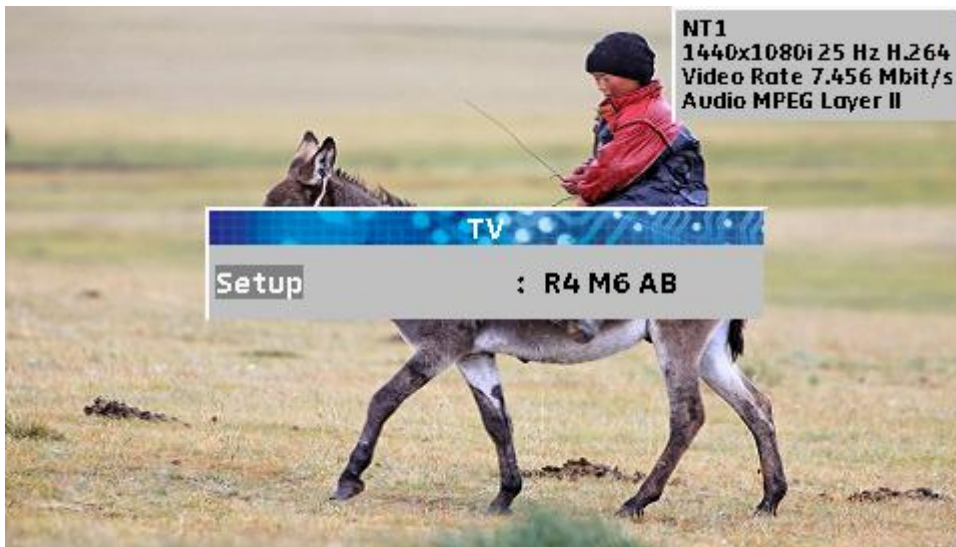 NT1
1440x1080i 25 Hz H.264
Video Rate 7.456 Mbit/s
Audio MPEG Layer II
TV
Setup : R4 M6 AB